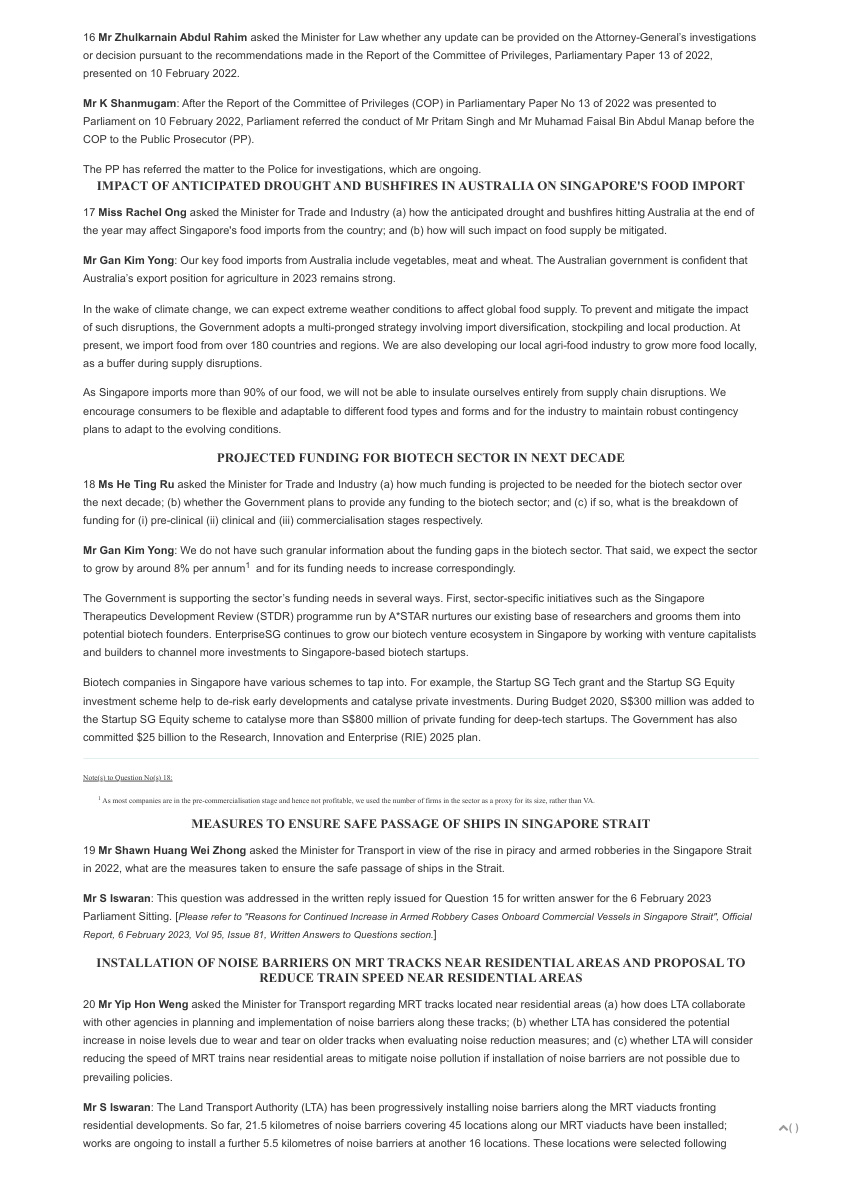 16 Mr Zhulkarnain Abdul Rahim asked the Minister for Law whether any update can be provided on the Attorney-General's investigations
or decision pursuant to the recommendations made in the Report of the Committee of Privileges, Parliamentary Paper 13 of 2022,
presented on 10 February 2022.
Mr K Shanmugam: After the Report of the Committee of Privileges (COP) in Parliamentary Paper No 13 of 2022 was presented to
Parliament on 10 February 2022, Parliament referred the conduct of Mr Pritam Singh and Mr Muhamad Faisal Bin Abdul Manap before the
COP to the Public Prosecutor (PP).
The PP has referred the matter to the Police for investigations, which are ongoing.
IMPACT OF ANTICIPATED DROUGHT AND BUSHFIRES IN AUSTRALIA ON SINGAPORE'S FOOD IMPORT
17 Miss Rachel Ong asked the Minister for Trade and Industry (a) how the anticipated drought and bushfires hitting Australia at the end of
the year may affect Singapore's food imports from the country; and (b) how will such impact on food supply be mitigated.
Mr Gan Kim Yong: Our key food imports from Australia include vegetables, meat and wheat. The Australian government is confident that
Australia's export position for agriculture in 2023 remains strong.
In the wake of climate change, we can expect extreme weather conditions to affect global food supply. To prevent and mitigate the impact
of such disruptions, the Government adopts a multi-pronged strategy involving import diversification, stockpiling and local production. At
present, we import food from over 180 countries and regions. We are also developing our local agri-food industry to grow more food locally,
as a buffer during supply disruptions.
As Singapore imports more than 90% of our food, we will not be able to insulate ourselves entirely from supply chain disruptions. We
encourage consumers to be flexible and adaptable to different food types and forms and for the industry to maintain robust contingency
plans to adapt to the evolving conditions.
PROJECTED FUNDING FOR BIOTECH SECTOR IN NEXT DECADE
18 Ms He Ting Ru asked the Minister for Trade and Industry (a) how much funding is projected to be needed for the biotech sector over
the next decade; (b) whether the Government plans to provide any funding to the biotech sector; and (c) if so, what is the breakdown of
funding for (i) pre-clinical (ii) clinical and (iii) commercialisation stages respectively.
Mr Gan Kim Yong: We do not have such granular information about the funding gaps in the biotech sector. That said, we expect the sector
to grow by around 8% per annum1 and for its funding needs to increase correspondingly.
The Government is supporting the sector's funding needs in several ways. First, sector-specific initiatives such as the Singapore
Therapeutics Development Review (STDR) programme run by A*STAR nurtures our existing base of researchers and grooms them into
potential biotech founders. EnterpriseSG continues to grow our biotech venture ecosystem in Singapore by working with venture capitalists
and builders to channel more investments to Singapore-based biotech startups.
Biotech companies in Singapore have various schemes to tap into. For example, the Startup SG Tech grant and the Startup SG Equity
investment scheme help to de-risk early developments and catalyse private investments. During Budget 2020, S$300 million was added to
the Startup SG Equity scheme to catalyse more than S$800 million of private funding for deep-tech startups. The Government has also
committed $25 billion to the Research, Innovation and Enterprise (RIE) 2025 plan.
Note(s) to Question No(s) 18:
1 As most companies are in the pre-commercialisation stage and hence not profitable, we used the number of firms in the sector as a proxy for its size, rather than VA.
MEASURES TO ENSURE SAFE PASSAGE OF SHIPS IN SINGAPORE STRAIT
19 Mr Shawn Huang Wei Zhong asked the Minister for Transport in view of the rise in piracy and armed robberies in the Singapore Strait
in 2022, what are the measures taken to ensure the safe passage of ships in the Strait.
Mr S Iswaran: This question was addressed in the written reply issued for Question 15 for written answer for the 6 February 2023
Parliament Sitting. [Please refer to "Reasons for Continued Increase in Armed Robbery Cases Onboard Commercial Vessels in Singapore Strait", Official
Report, 6 February 2023, Vol 95, Issue 81, Written Answers to Questions section.]
INSTALLATION OF NOISE BARRIERS ON MRT TRACKS NEAR RESIDENTIAL AREAS AND PROPOSAL TO
REDUCE TRAIN SPEED NEAR RESIDENTIAL AREAS
20 Mr Yip Hon Weng asked the Minister for Transport regarding MRT tracks located near residential areas (a) how does LTA collaborate
with other agencies in planning and implementation of noise barriers along these tracks; (b) whether LTA has considered the potential
increase in noise levels due to wear and tear on older tracks when evaluating noise reduction measures; and (c) whether LTA will consider
reducing the speed of MRT trains near residential areas to mitigate noise pollution if installation of noise barriers are not possible due to
prevailing policies.
Mr S Iswaran: The Land Transport Authority (LTA) has been progressively installing noise barriers along the MRT viaducts fronting
residential developments. So far, 21.5 kilometres of noise barriers covering 45 locations along our MRT viaducts have been installed;
works are ongoing to install a further 5.5 kilometres of noise barriers at another 16 locations. These locations were selected following
( )